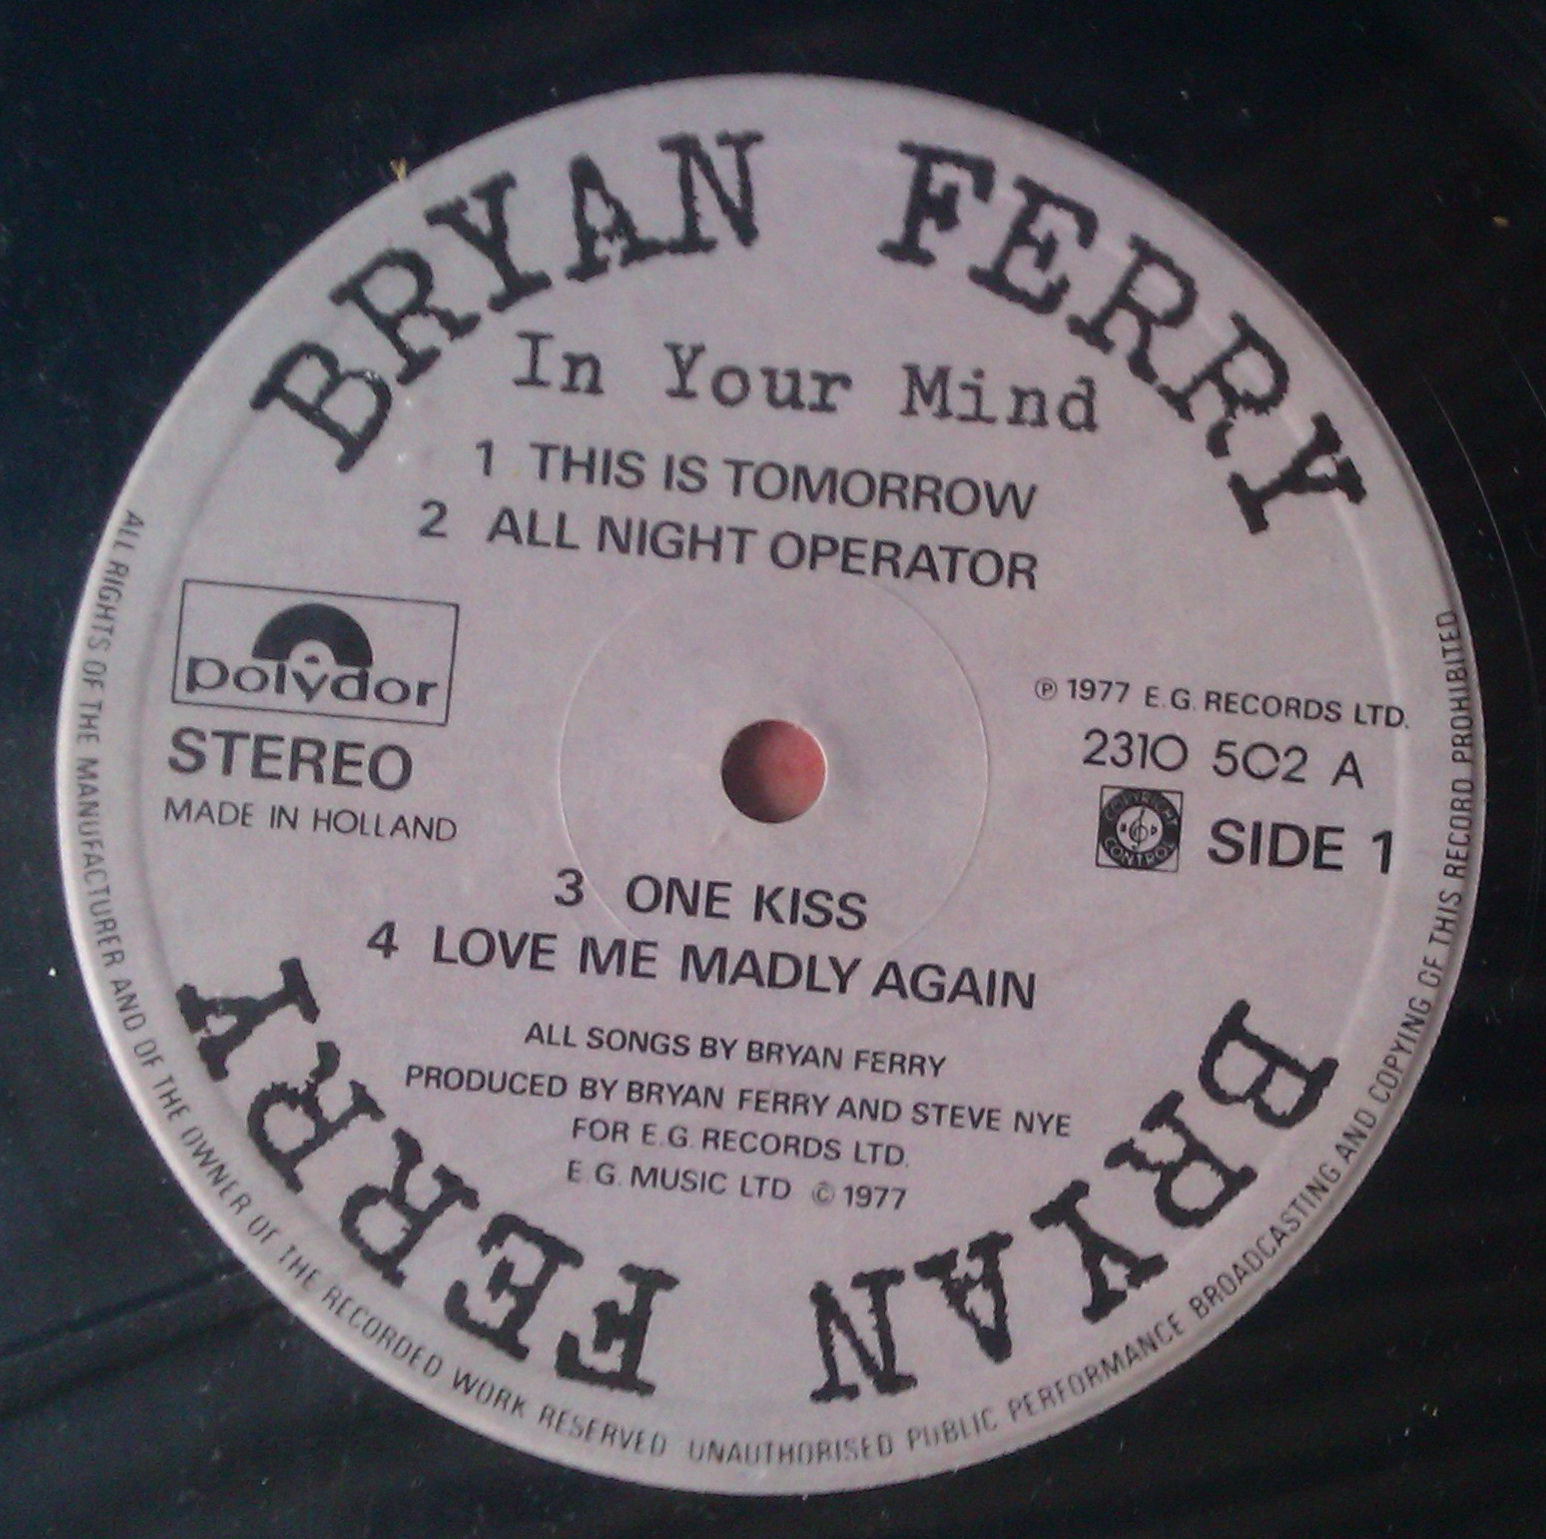 BRYAN FERRY
In Your Mind
1 THIS IS TOMORROW
2 ALL NIGHT OPERATOR
polydor
STEREO
MADE IN HOLLAND
℗ 1977 E.G. RECORDS LTD.
2310 502 A
COPYRIGHT CONTROL
SIDE 1
3 ONE KISS
4 LOVE ME MADLY AGAIN
ALL SONGS BY BRYAN FERRY
PRODUCED BY BRYAN FERRY AND STEVE NYE
FOR E.G. RECORDS LTD.
E.G. MUSIC LTD © 1977
BRYAN FERRY
ALL RIGHTS OF THE MANUFACTURER AND OF THE OWNER OF THE RECORDED WORK RESERVED UNAUTHORISED PUBLIC PERFORMANCE BROADCASTING AND COPYING OF THIS RECORD PROHIBITED